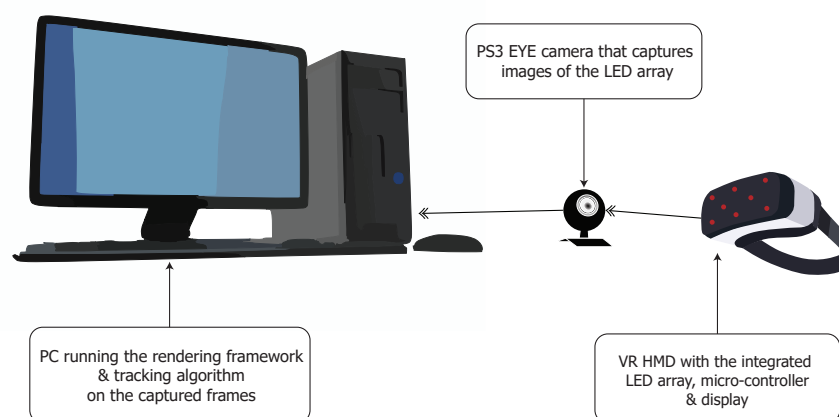 PS3 EYE camera that captures
images of the LED array
PC running the rendering framework
& tracking algorithm
on the captured frames
VR HMD with the integrated
LED array, micro-controller
& display